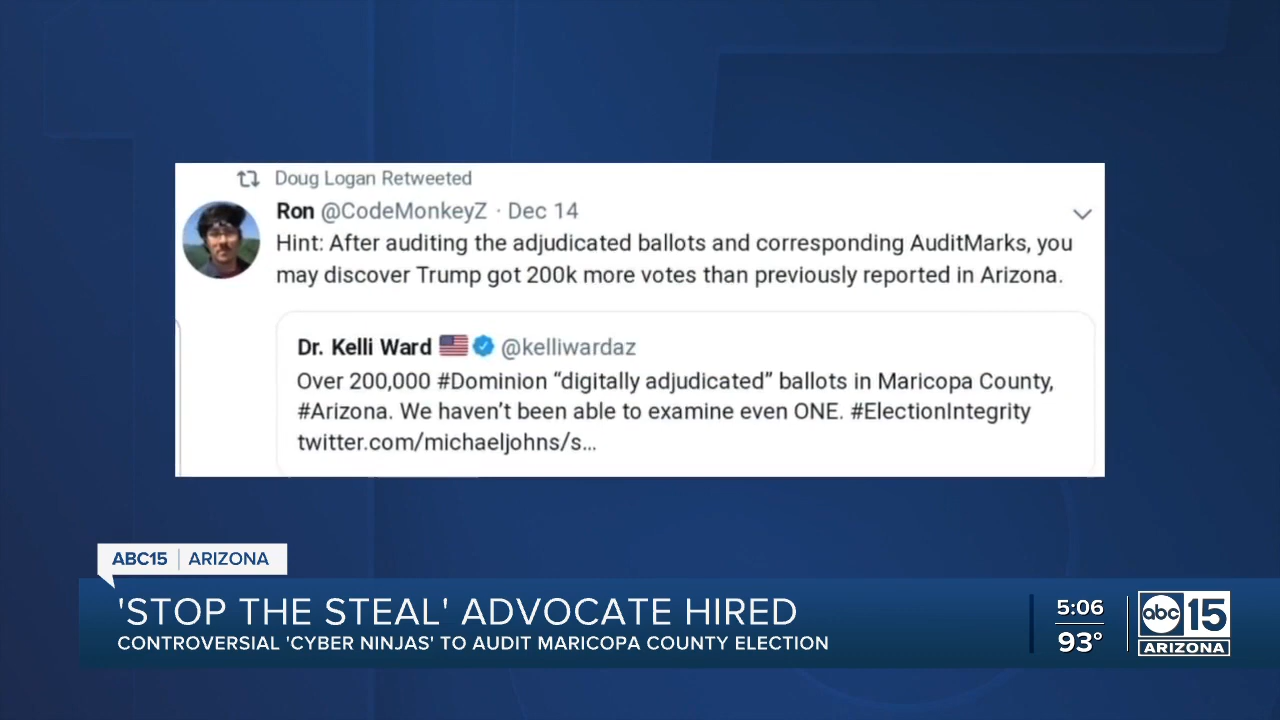 Doug Logan Retweeted
Ron @CodeMonkeyZ · Dec 14
Hint: After auditing the adjudicated ballots and corresponding AuditMarks, you
may discover Trump got 200k more votes than previously reported in Arizona.
Dr. Kelli Ward 🇺🇸 @kelliwardaz
Over 200,000 #Dominion “digitally adjudicated” ballots in Maricopa County,
#Arizona. We haven’t been able to examine even ONE. #ElectionIntegrity
twitter.com/michaeljohns/s...
ABC15 | ARIZONA
'STOP THE STEAL' ADVOCATE HIRED
CONTROVERSIAL 'CYBER NINJAS' TO AUDIT MARICOPA COUNTY ELECTION
5:06
93°
abc 15
ARIZONA